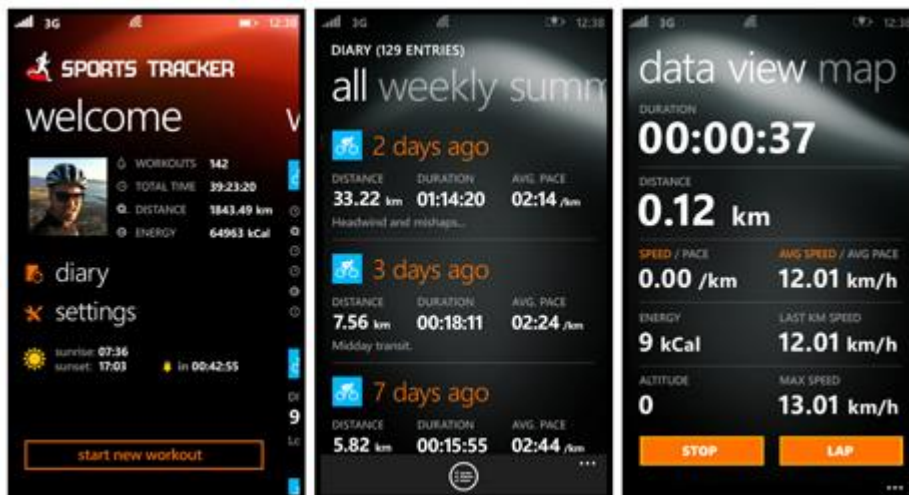 3G 12:38
SPORTS TRACKER
welcome
WORKOUTS 142
TOTAL TIME 39:23:20
DISTANCE 1843.49 km
ENERGY 64963 kCal
diary
settings
sunrise: 07:36
sunset: 17:03 in 00:42:55
start new workout
3G 12:38
DIARY (129 ENTRIES)
all weekly summ
2 days ago
DISTANCE DURATION AVG. PACE
33.22 km 01:14:20 02:14 /km
Headwind and mishaps...
3 days ago
DISTANCE DURATION AVG. PACE
7.56 km 00:18:11 02:24 /km
Midday transit.
7 days ago
DISTANCE DURATION AVG. PACE
5.82 km 00:15:55 02:44 /km
3G 12:38
data view map
DURATION
00:00:37
DISTANCE
0.12 km
SPEED / PACE AVG SPEED / AVG PACE
0.00 /km 12.01 km/h
ENERGY LAST KM SPEED
9 kCal 12.01 km/h
ALTITUDE MAX SPEED
0 13.01 km/h
STOP LAP